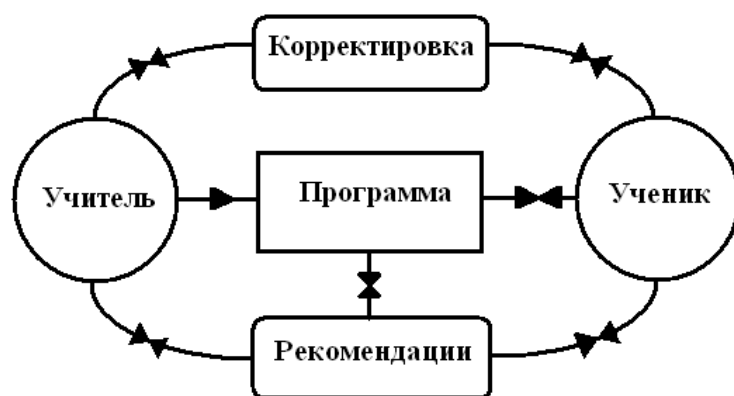 Корректировка
Учитель
Программа
Ученик
Рекомендации